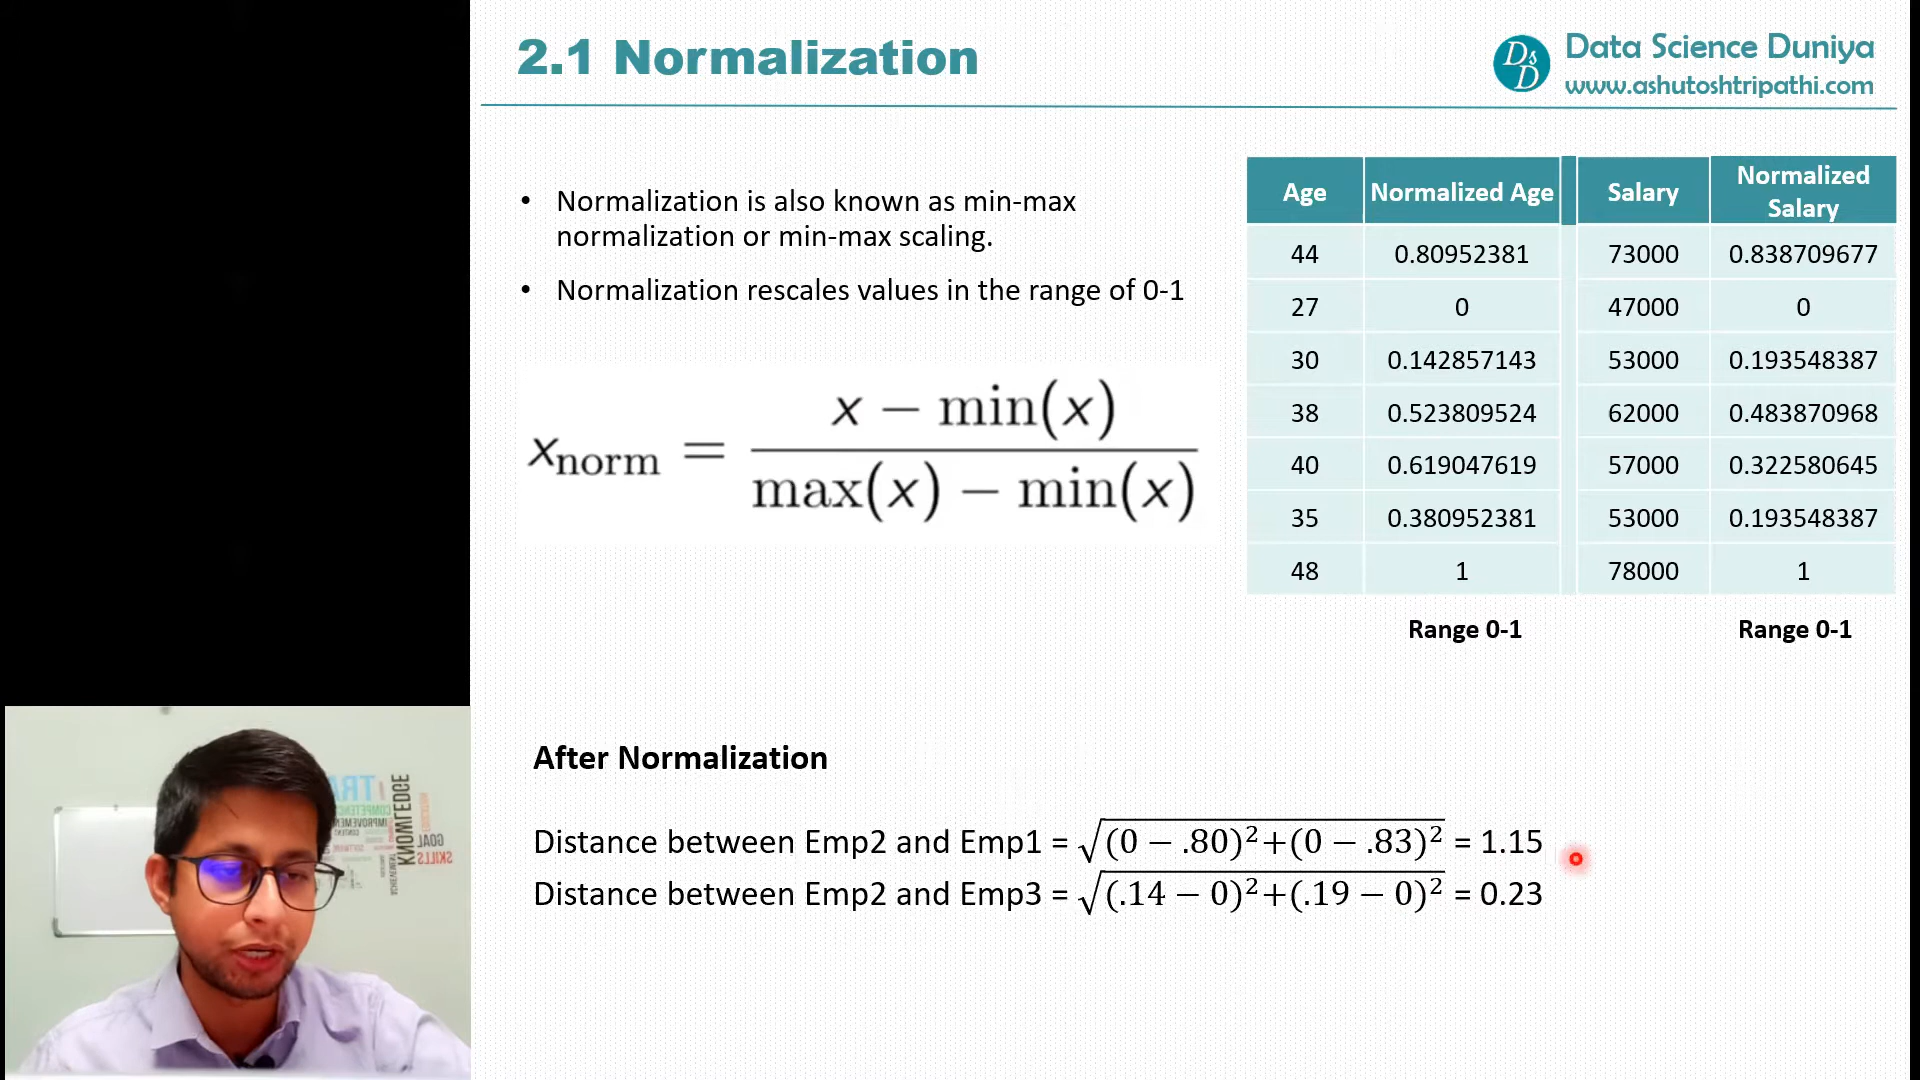 2.1 Normalization
Data Science Duniya
www.ashutoshtripathi.com
• Normalization is also known as min-max
normalization or min-max scaling.
• Normalization rescales values in the range of 0-1
x_norm = (x − min(x)) / (max(x) − min(x))
Age Normalized Age Salary Normalized Salary
44 0.80952381 73000 0.838709677
27 0 47000 0
30 0.142857143 53000 0.193548387
38 0.523809524 62000 0.483870968
40 0.619047619 57000 0.322580645
35 0.380952381 53000 0.193548387
48 1 78000 1
Range 0-1 Range 0-1
After Normalization
Distance between Emp2 and Emp1 = √((0 − .80)²+(0 − .83)²) = 1.15
Distance between Emp2 and Emp3 = √((.14 − 0)²+(.19 − 0)²) = 0.23
KNOWLEDGE
GOAL
SKILLS